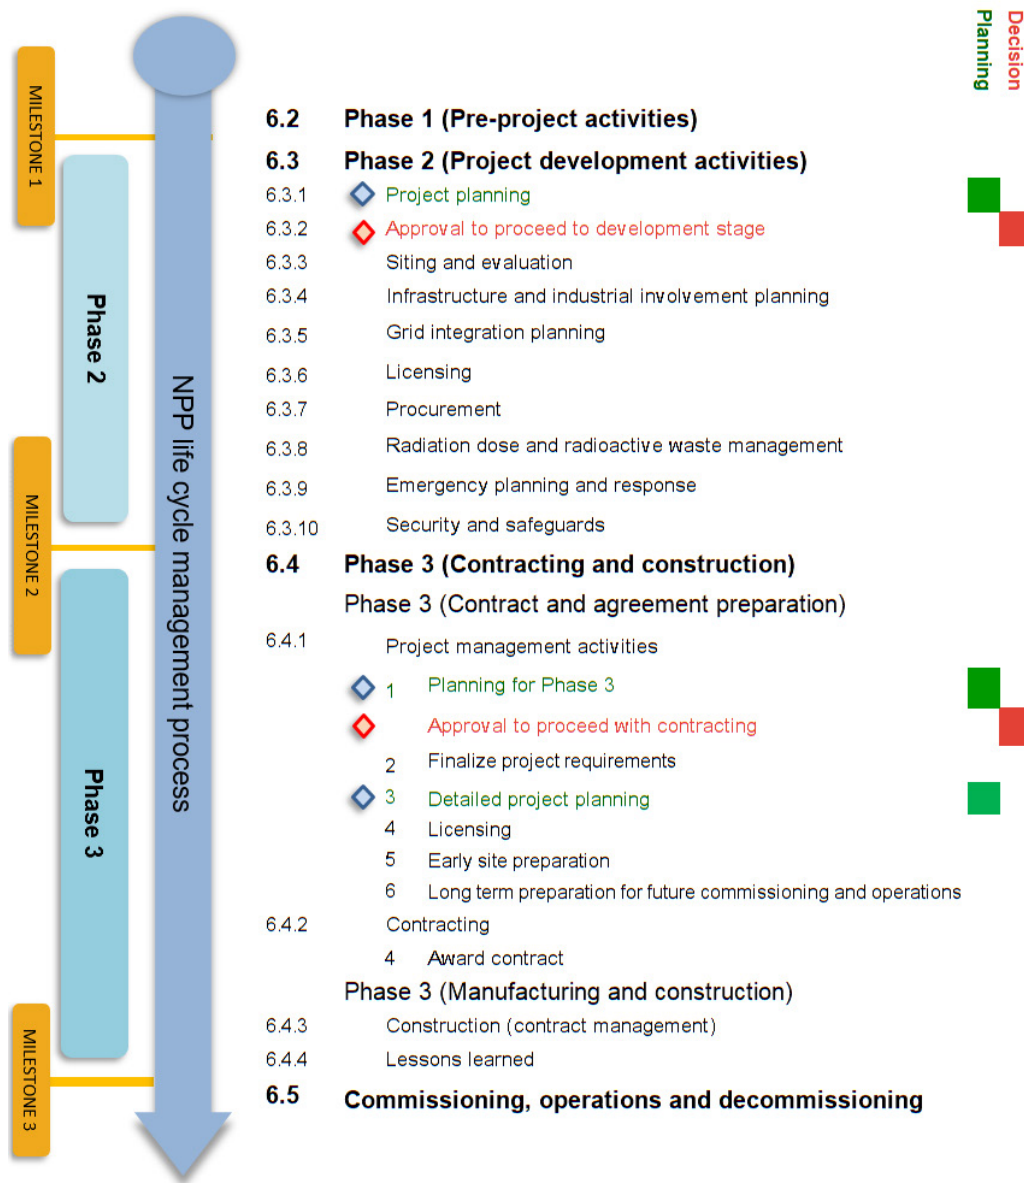 Decision
Planning
MILESTONE 1
Phase 2
MILESTONE 2
Phase 3
MILESTONE 3
NPP life cycle management process
6.2 Phase 1 (Pre-project activities)
6.3 Phase 2 (Project development activities)
6.3.1 Project planning
6.3.2 Approval to proceed to development stage
6.3.3 Siting and evaluation
6.3.4 Infrastructure and industrial involvement planning
6.3.5 Grid integration planning
6.3.6 Licensing
6.3.7 Procurement
6.3.8 Radiation dose and radioactive waste management
6.3.9 Emergency planning and response
6.3.10 Security and safeguards
6.4 Phase 3 (Contracting and construction)
Phase 3 (Contract and agreement preparation)
6.4.1 Project management activities
1 Planning for Phase 3
Approval to proceed with contracting
2 Finalize project requirements
3 Detailed project planning
4 Licensing
5 Early site preparation
6 Long term preparation for future commissioning and operations
6.4.2 Contracting
4 Award contract
Phase 3 (Manufacturing and construction)
6.4.3 Construction (contract management)
6.4.4 Lessons learned
6.5 Commissioning, operations and decommissioning